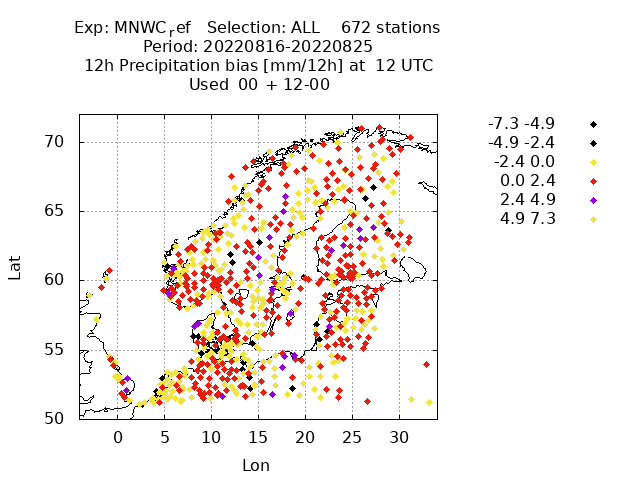 Exp: MNWC_ref   Selection: ALL    672 stations
Period: 20220816-20220825
12h Precipitation bias [mm/12h] at  12 UTC
Used  00 + 12-00
-7.3 -4.9
-4.9 -2.4
-2.4 0.0
0.0 2.4
2.4 4.9
4.9 7.3
70
65
60
55
50
Lat
0 5 10 15 20 25 30
Lon